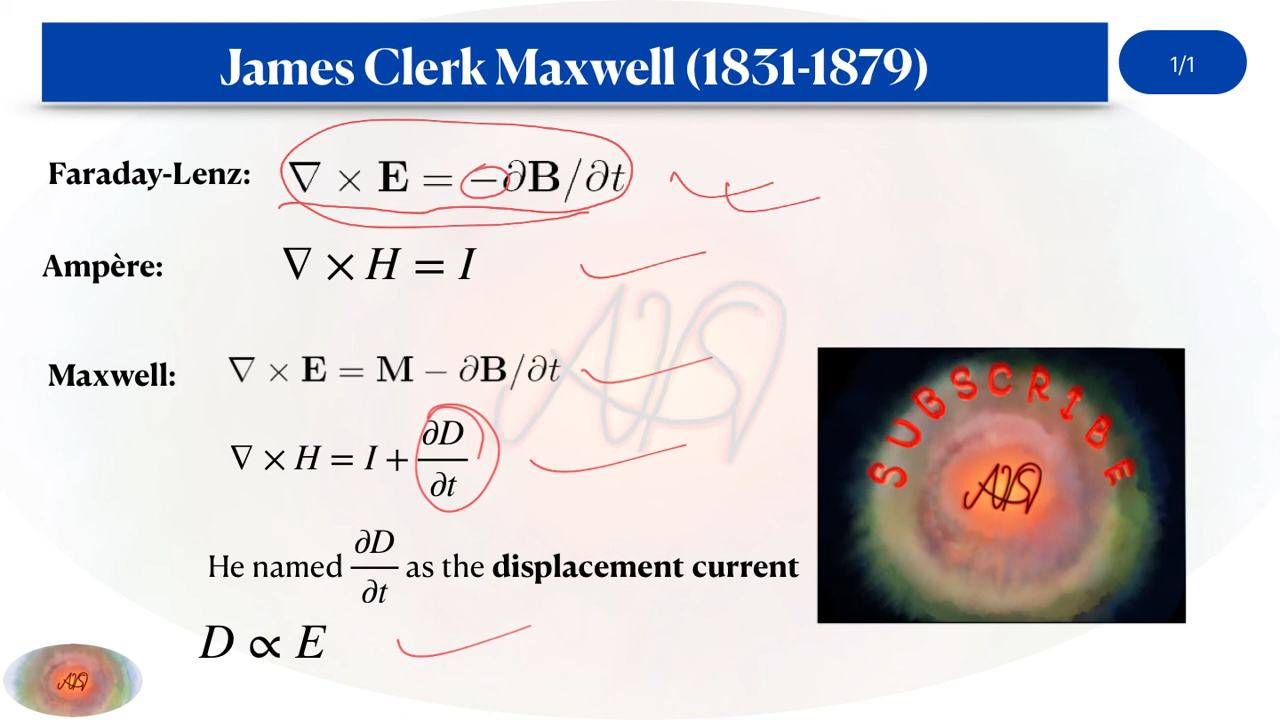 James Clerk Maxwell (1831-1879)
1/1
Faraday-Lenz: ∇ × E = −∂B/∂t
Ampère: ∇ × H = I
Maxwell: ∇ × E = M − ∂B/∂t
∇ × H = I + ∂D/∂t
He named ∂D/∂t as the displacement current
D ∝ E
SUBSCRIBE